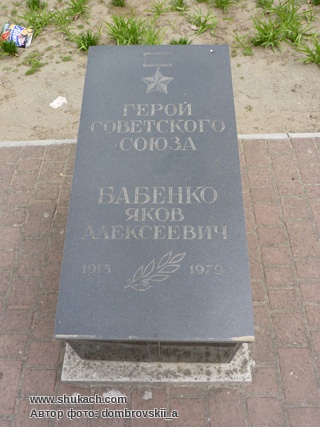 ГЕРОЙ
СОВЕТСКОГО
СОЮЗА
БАБЕНКО
ЯКОВ
АЛЕКСЕЕВИЧ
1913 1979
www.shukach.com
Автор фото: dombrovskii_a